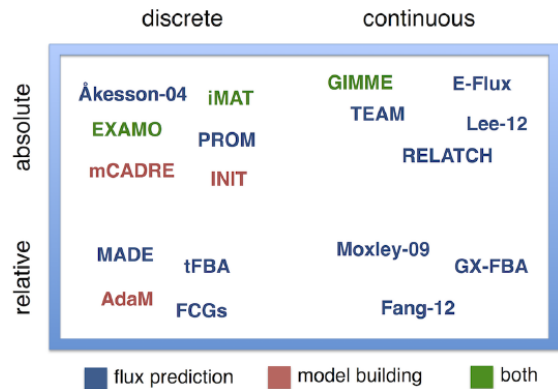 discrete continuous
absolute
relative
Åkesson-04 iMAT GIMME E-Flux
EXAMO PROM TEAM Lee-12
mCADRE INIT RELATCH
MADE tFBA Moxley-09 GX-FBA
AdaM FCGs Fang-12
flux prediction model building both